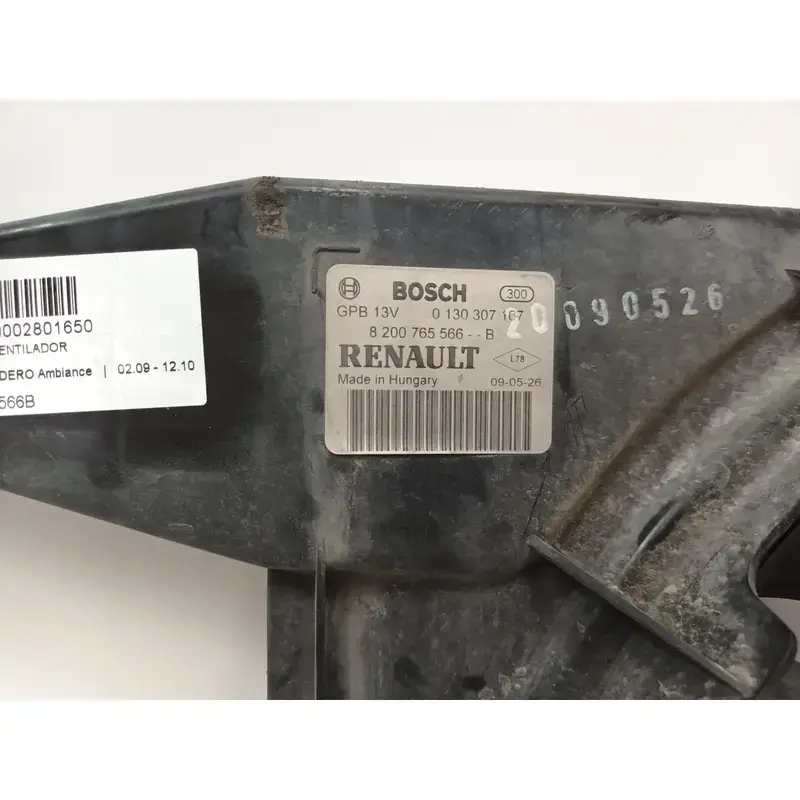 0002801650
ENTILADOR
DERO Ambiance | 02.09 - 12.10
566B
BOSCH 300
GPB 13V 0 130 307 167
8 200 765 566 - - B
RENAULT L78
Made in Hungary 09-05-26
20090526